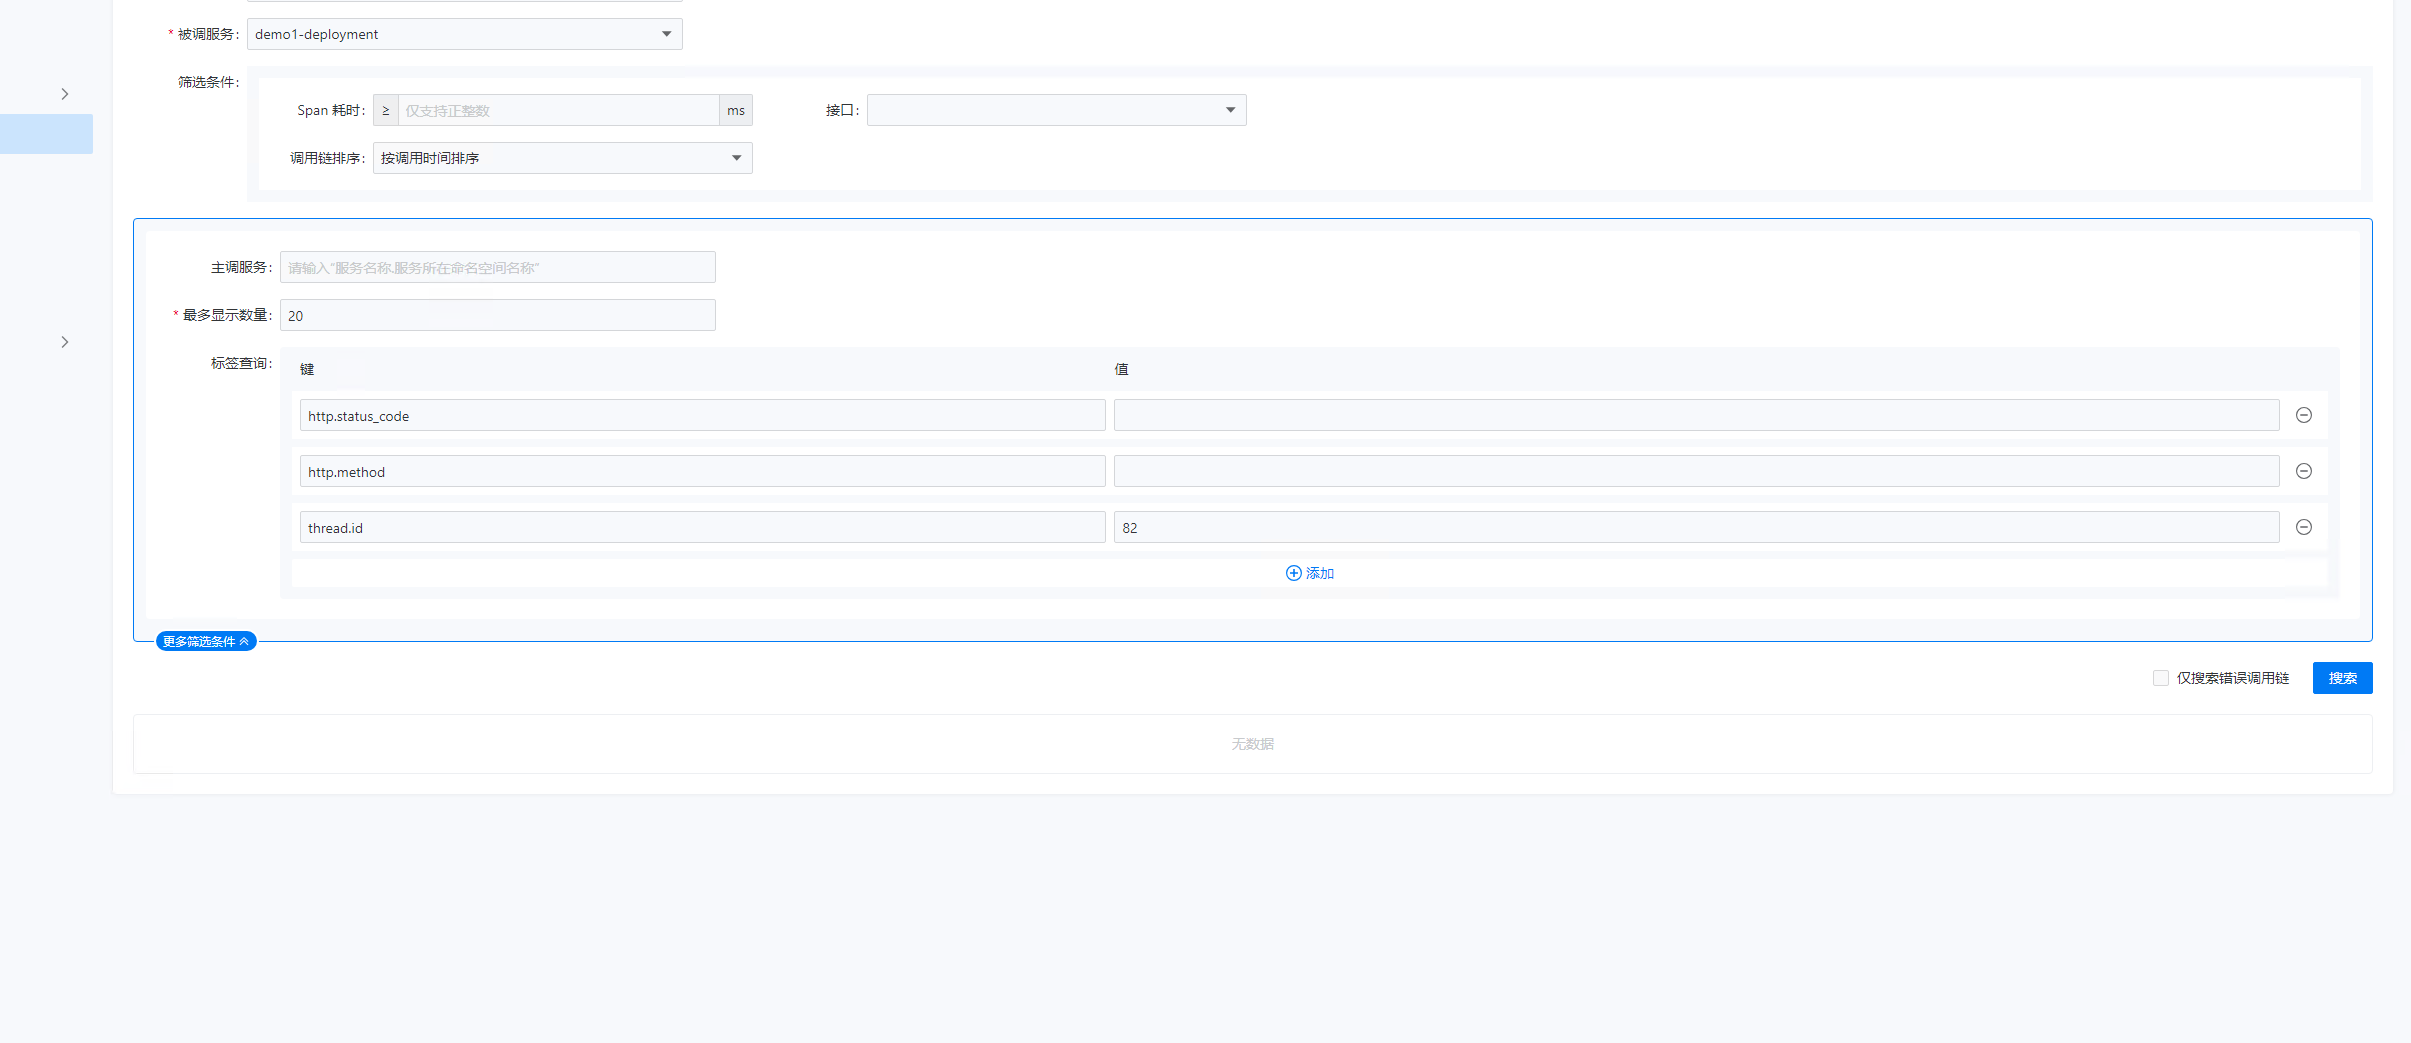 * 被调服务: demo1-deployment
筛选条件:
Span 耗时: ≥ 仅支持正整数 ms 接口:
调用链排序: 按调用时间排序
主调服务: 请输入"服务名称.服务所在命名空间名称"
* 最多显示数量: 20
标签查询: 键 值
http.status_code
http.method
thread.id 82
添加
更多筛选条件
仅搜索错误调用链 搜索
无数据